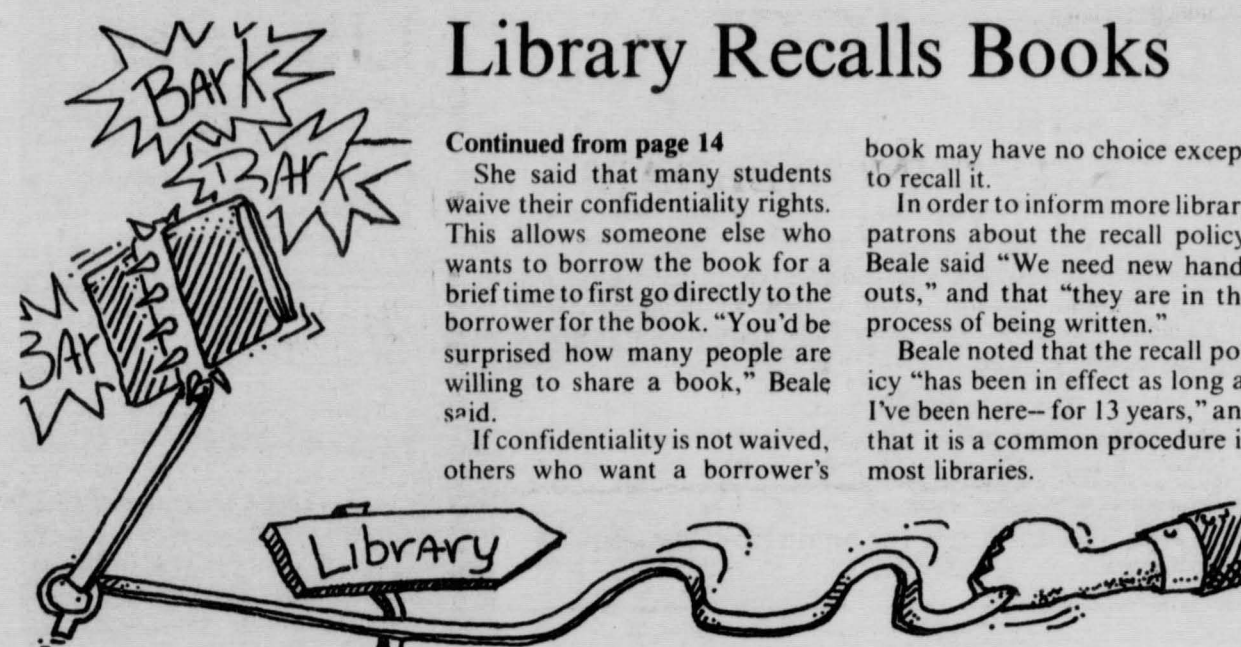 Library Recalls Books
BArk
BArk
BAr
Continued from page 14
She said that many students
waive their confidentiality rights.
This allows someone else who
wants to borrow the book for a
brief time to first go directly to the
borrower for the book. “You'd be
surprised how many people are
willing to share a book,” Beale
said.
If confidentiality is not waived,
others who want a borrower's
book may have no choice excep
to recall it.
In order to inform more librar
patrons about the recall policy
Beale said “We need new hand
outs,” and that “they are in th
process of being written.”
Beale noted that the recall po
icy “has been in effect as long a
I've been here-- for 13 years,” an
that it is a common procedure i
most libraries.
LibrAry